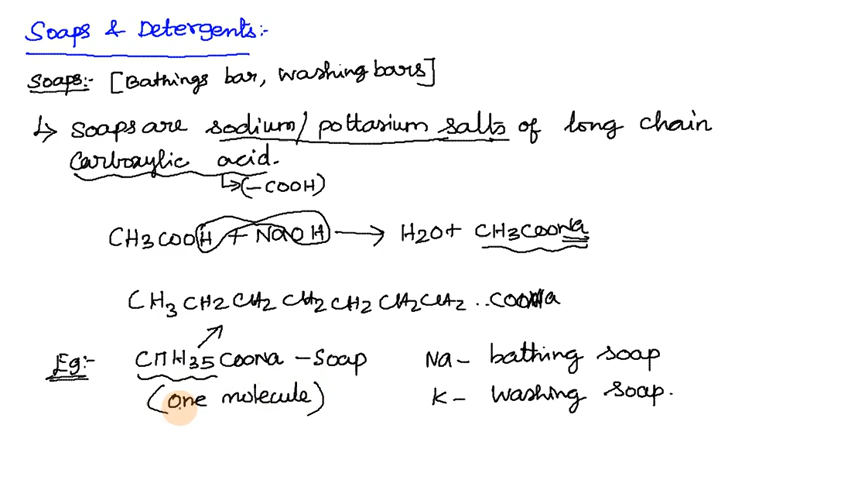 Soaps & Detergents:-
Soaps:- [Bathings bar, washing bars]
↳ Soaps are sodium/pottasium salts of long chain
Carboxylic acid.
↳(-COOH)
CH3COOH + NaOH → H2O + CH3COONa
CH3 CH2 CH2 CH2 CH2 CH2 CH2 ..COONa
Eg:- C17H35COONa - Soap
(one molecule)
Na - bathing soap
K - washing soap.